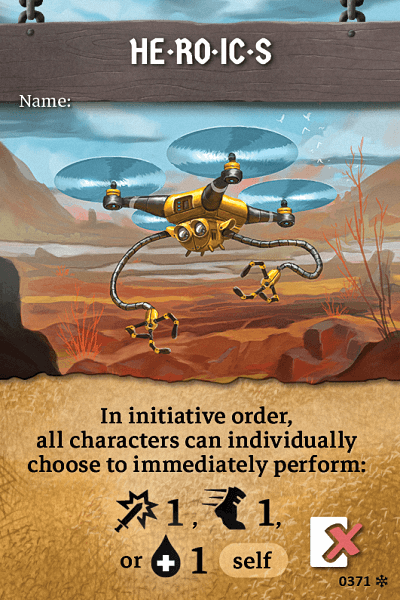 HE·RO·IC·S
Name:
In initiative order,
all characters can individually
choose to immediately perform:
1, 1,
or 1 self
0371